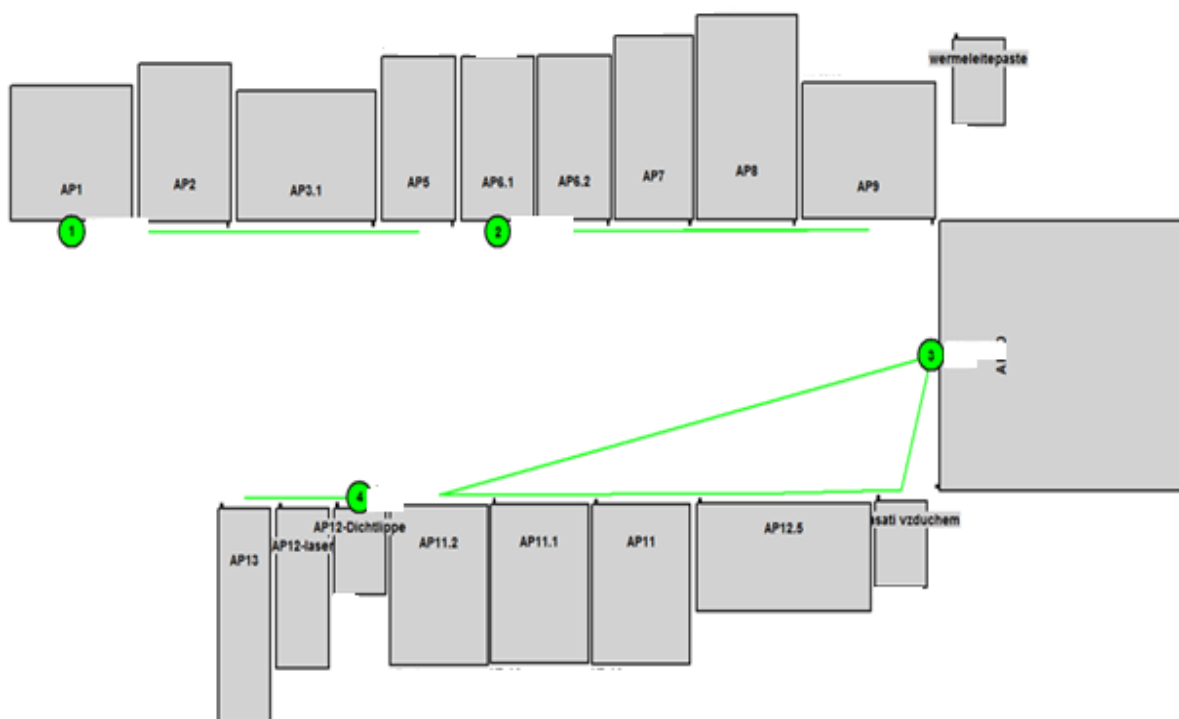 wermeleitepaste
AP1
AP2
AP3.1
AP5
AP6.1
AP6.2
AP7
AP8
AP9
1
2
3
4
AP13
AP12-laser
AP12-Dichtlippe
AP11.2
AP11.1
AP11
AP12.5
vzduchem